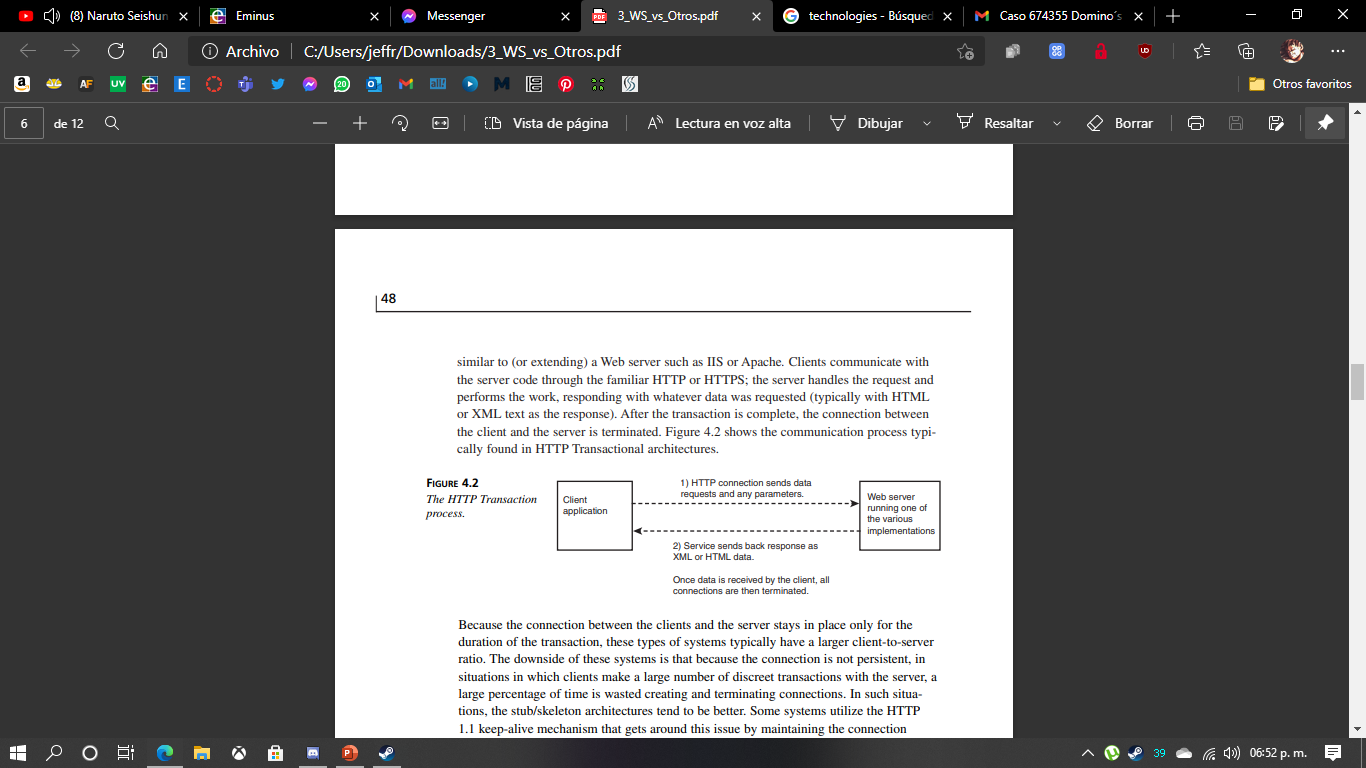 (8) Naruto Seishun
Eminus
Messenger
3_WS_vs_Otros.pdf
technologies - Búsqued
Caso 674355 Domino´s
Archivo
C:/Users/jeffr/Downloads/3_WS_vs_Otros.pdf
Otros favoritos
6
de 12
Vista de página
Lectura en voz alta
Dibujar
Resaltar
Borrar
48
similar to (or extending) a Web server such as IIS or Apache. Clients communicate with
the server code through the familiar HTTP or HTTPS; the server handles the request and
performs the work, responding with whatever data was requested (typically with HTML
or XML text as the response). After the transaction is complete, the connection between
the client and the server is terminated. Figure 4.2 shows the communication process typi-
cally found in HTTP Transactional architectures.
FIGURE 4.2
The HTTP Transaction
process.
Client
application
1) HTTP connection sends data
requests and any parameters.
Web server
running one of
the various
implementations
2) Service sends back response as
XML or HTML data.
Once data is received by the client, all
connections are then terminated.
Because the connection between the clients and the server stays in place only for the
duration of the transaction, these types of systems typically have a larger client-to-server
ratio. The downside of these systems is that because the connection is not persistent, in
situations in which clients make a large number of discreet transactions with the server, a
large percentage of time is wasted creating and terminating connections. In such situa-
tions, the stub/skeleton architectures tend to be better. Some systems utilize the HTTP
1.1 keep-alive mechanism that gets around this issue by maintaining the connection
39
06:52 p. m.